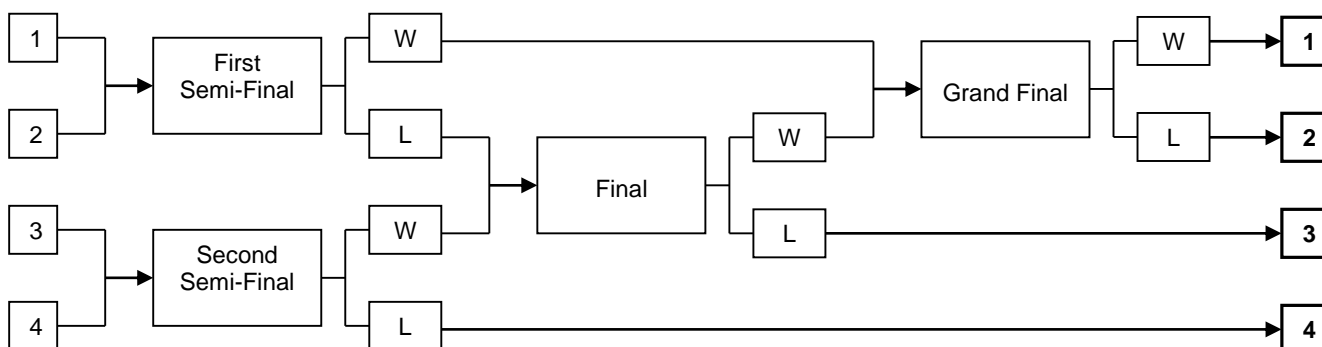 1
First
Semi-Final
W
Grand Final
W
1
2
L
W
L
2
Final
3
Second
Semi-Final
W
L
3
4
L
4